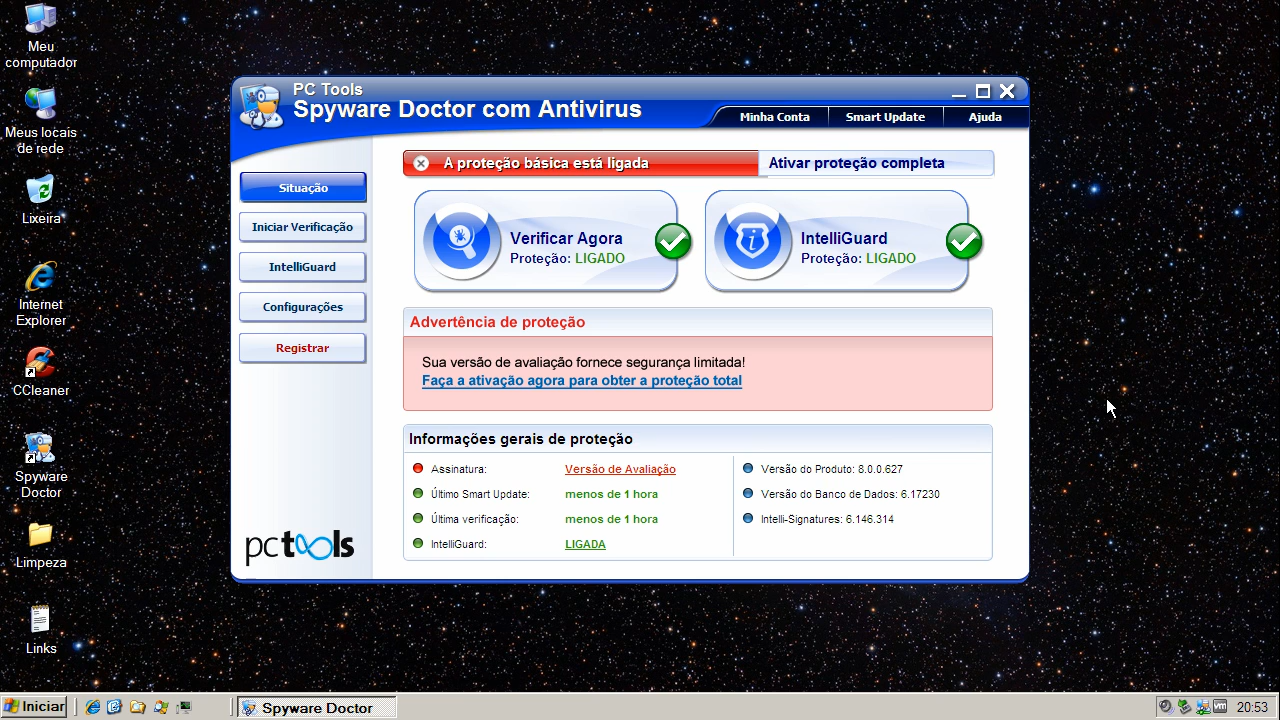 Meu
computador
Meus locais
de rede
Lixeira
Internet
Explorer
CCleaner
Spyware
Doctor
Limpeza
Links
PC Tools
Spyware Doctor com Antivirus
Minha Conta
Smart Update
Ajuda
Situação
Iniciar Verificação
IntelliGuard
Configurações
Registrar
pctools
A proteção básica está ligada
Ativar proteção completa
Verificar Agora
Proteção: LIGADO
IntelliGuard
Proteção: LIGADO
Advertência de proteção
Sua versão de avaliação fornece segurança limitada!
Faça a ativação agora para obter a proteção total
Informações gerais de proteção
Assinatura: Versão de Avaliação
Último Smart Update: menos de 1 hora
Última verificação: menos de 1 hora
IntelliGuard: LIGADA
Versão do Produto: 8.0.0.627
Versão do Banco de Dados: 6.17230
Intelli-Signatures: 6.146.314
Iniciar
Spyware Doctor
vm
20:53